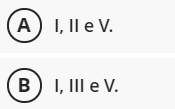 A I, II e V.
B I, III e V.